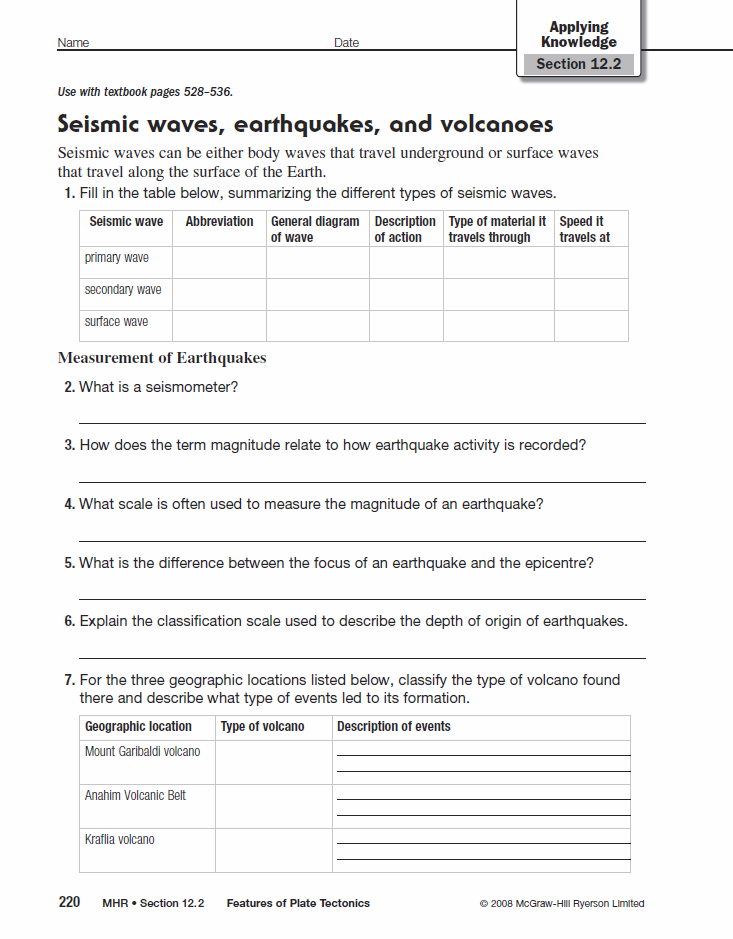 Name Date
Applying
Knowledge
Section 12.2
Use with textbook pages 528–536.
Seismic waves, earthquakes, and volcanoes
Seismic waves can be either body waves that travel underground or surface waves
that travel along the surface of the Earth.
1. Fill in the table below, summarizing the different types of seismic waves.
Seismic wave Abbreviation General diagram Description Type of material it Speed it
of wave of action travels through travels at
primary wave
secondary wave
surface wave
Measurement of Earthquakes
2. What is a seismometer?
3. How does the term magnitude relate to how earthquake activity is recorded?
4. What scale is often used to measure the magnitude of an earthquake?
5. What is the difference between the focus of an earthquake and the epicentre?
6. Explain the classification scale used to describe the depth of origin of earthquakes.
7. For the three geographic locations listed below, classify the type of volcano found
there and describe what type of events led to its formation.
Geographic location Type of volcano Description of events
Mount Garibaldi volcano
Anahim Volcanic Belt
Kraflia volcano
220 MHR • Section 12.2 Features of Plate Tectonics © 2008 McGraw-Hill Ryerson Limited